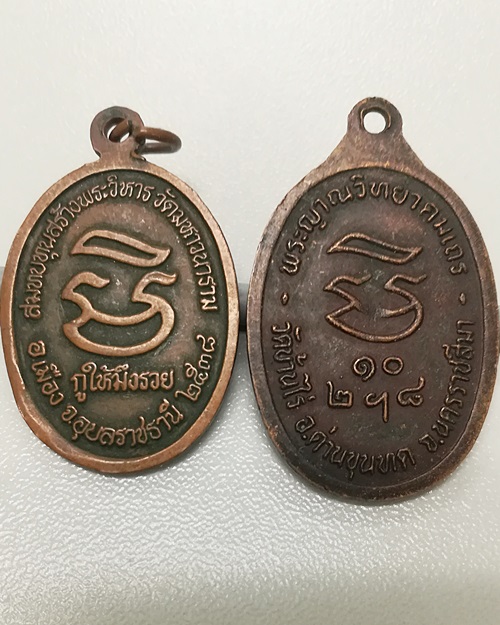 สมทบทุนสร้างพระวิหาร วัดมหาวนาราม
กูให้มึงรวย
อ.เมือง จ.อุบลราชธานี ๒๕๓๘
- พระญาณวิทยาคมเถร -
๑๐
๒ ฯ ๘
วัดบ้านไร่ อ.ด่านขุนทด จ.นครราชสีมา